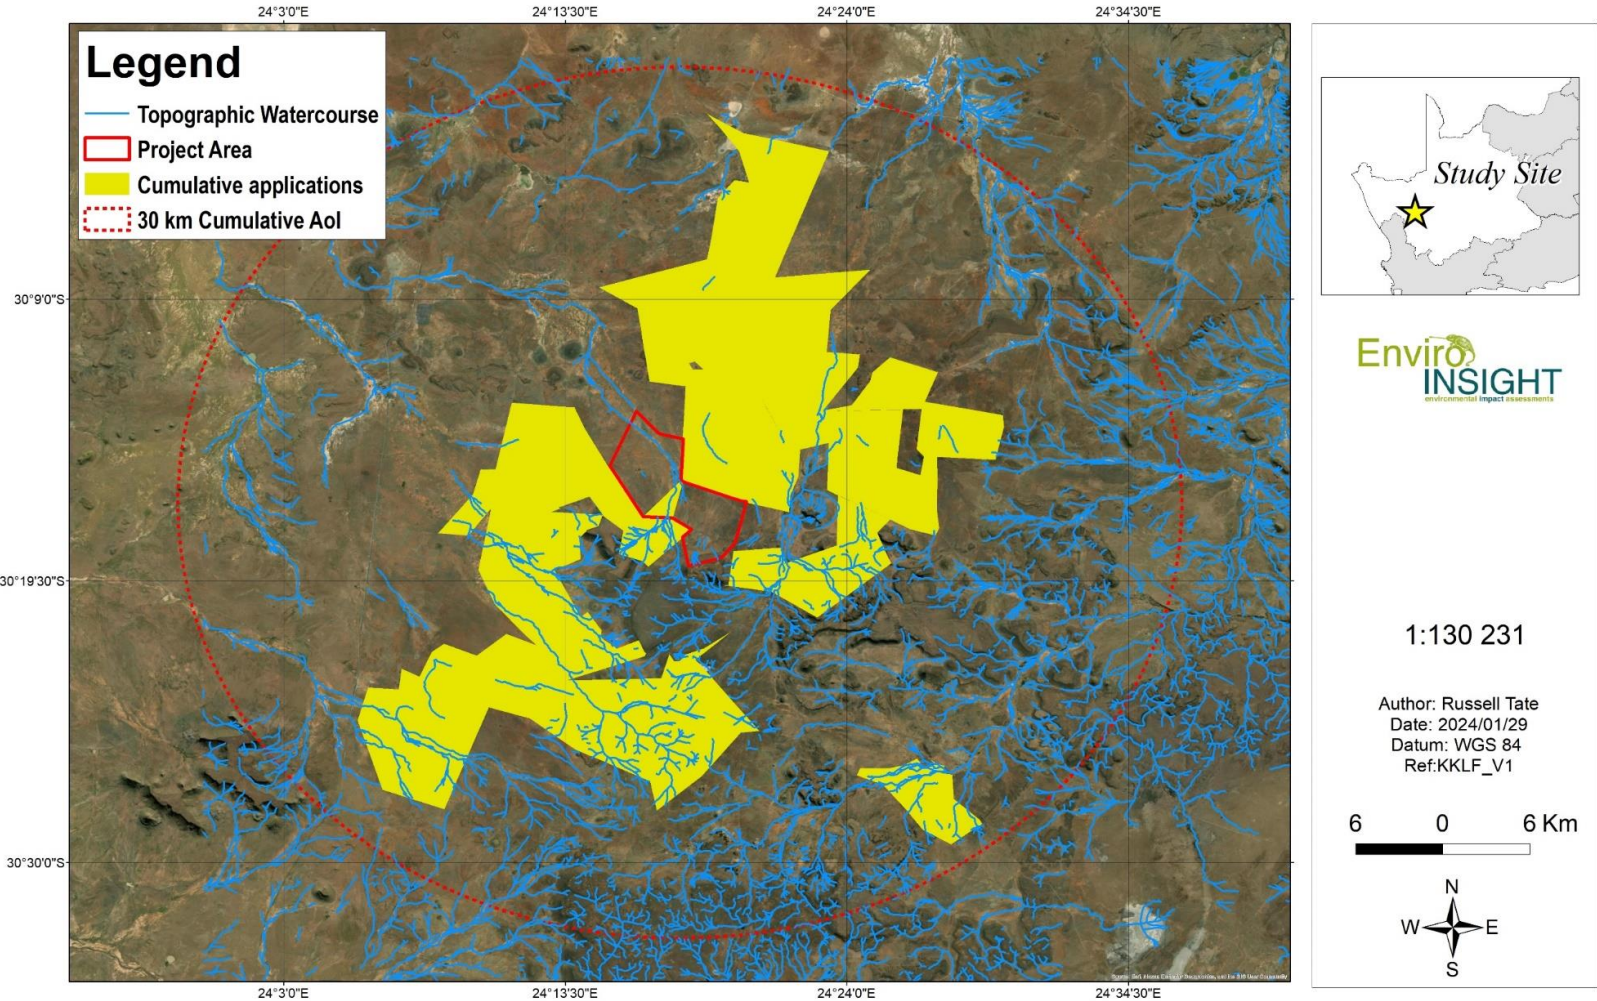 24°3'0"E 24°13'30"E 24°24'0"E 24°34'30"E
Legend
Topographic Watercourse
Project Area
Cumulative applications
30 km Cumulative AoI
30°9'0"S
30°19'30"S
30°30'0"S
24°3'0"E 24°13'30"E 24°24'0"E 24°34'30"E
Study Site
Enviro
INSIGHT
environmental impact assessments
1:130 231
Author: Russell Tate
Date: 2024/01/29
Datum: WGS 84
Ref:KKLF_V1
6 0 6 Km
N
W E
S